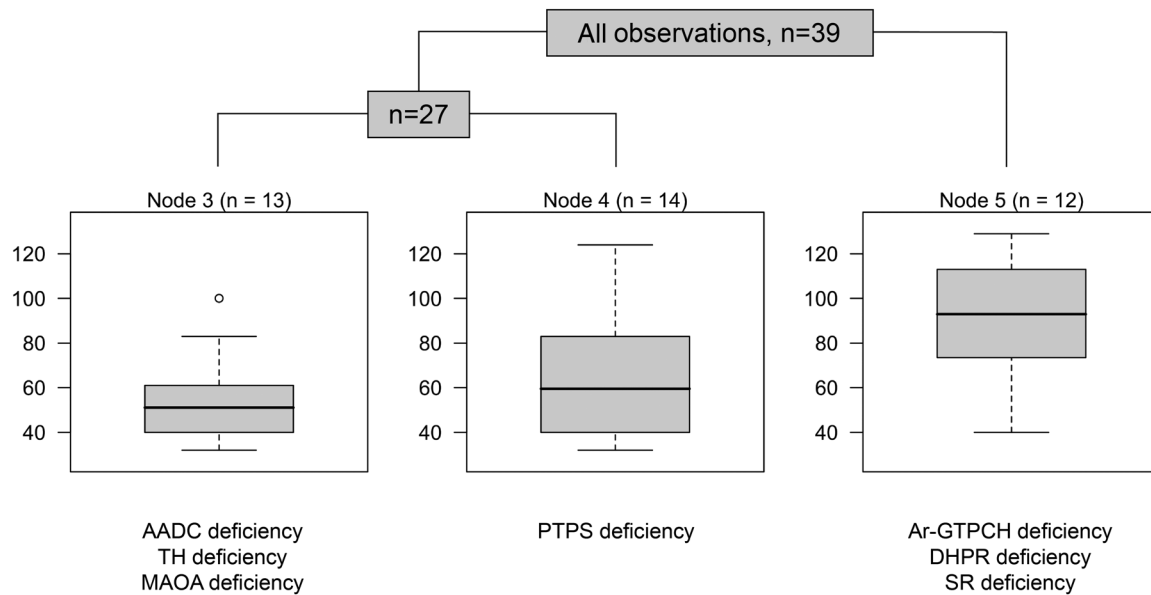 All observations, n=39
n=27
Node 3 (n = 13)
120
100
80
60
40
AADC deficiency
TH deficiency
MAOA deficiency
Node 4 (n = 14)
120
100
80
60
40
PTPS deficiency
Node 5 (n = 12)
120
100
80
60
40
Ar-GTPCH deficiency
DHPR deficiency
SR deficiency